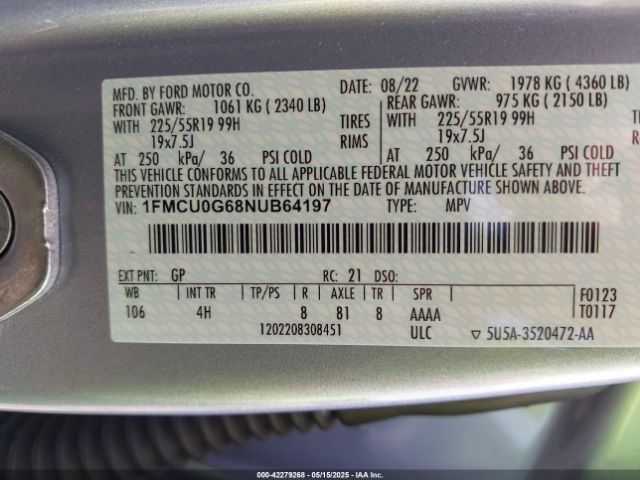 MFD. BY FORD MOTOR CO. DATE: 08/22 GVWR: 1978 KG ( 4360 LB)
FRONT GAWR: 1061 KG ( 2340 LB) REAR GAWR: 975 KG ( 2150 LB)
WITH 225/55R19 99H TIRES WITH 225/55R19 99H
19x7.5J RIMS 19x7.5J
AT 250 kPa/ 36 PSI COLD AT 250 kPa/ 36 PSI COLD
THIS VEHICLE CONFORMS TO ALL APPLICABLE FEDERAL MOTOR VEHICLE SAFETY AND THEFT
PREVENTION STANDARDS IN EFFECT ON THE DATE OF MANUFACTURE SHOWN ABOVE.
VIN: 1FMCU0G68NUB64197 TYPE: MPV
EXT PNT: GP RC: 21 DSO:
WB INT TR TP/PS R AXLE TR SPR F0123
106 4H 8 81 8 AAAA T0117
1202208308451 ULC ▽ 5U5A-3520472-AA
000-42279268 - 05/15/2025 - IAA, Inc.